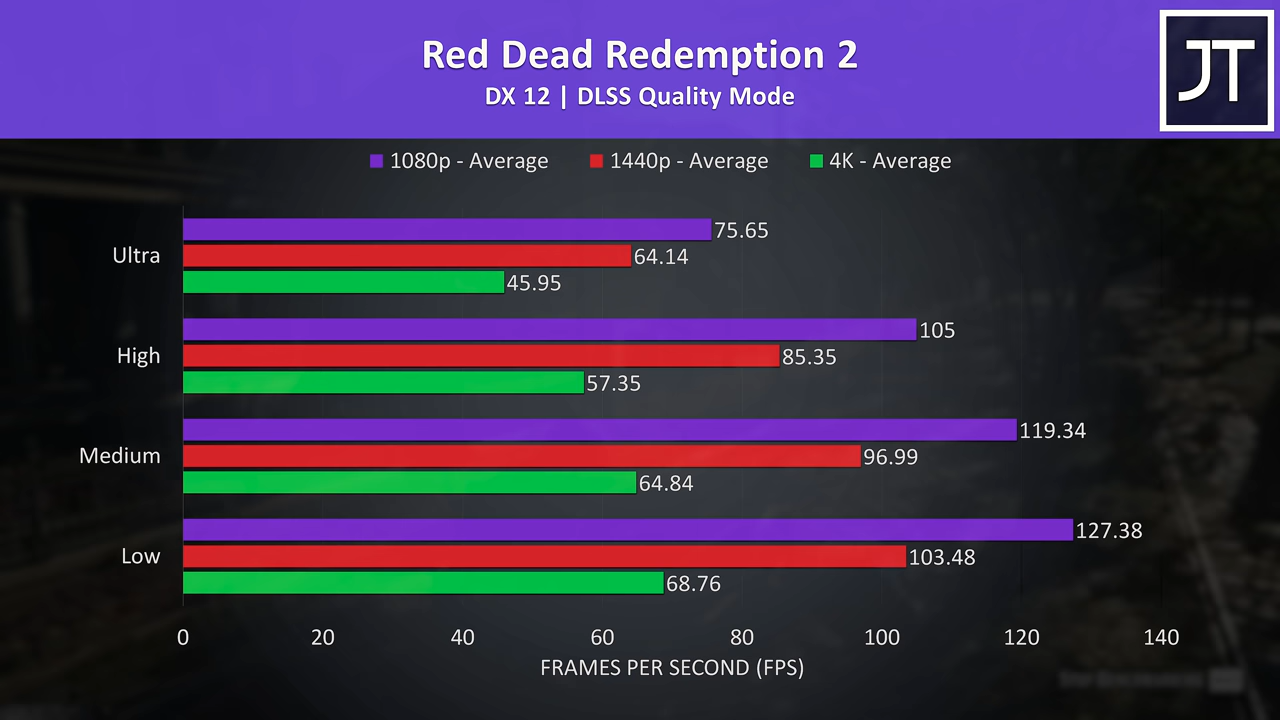 Red Dead Redemption 2
DX 12 | DLSS Quality Mode
JT
1080p - Average 1440p - Average 4K - Average
Ultra
75.65
64.14
45.95
High
105
85.35
57.35
Medium
119.34
96.99
64.84
Low
127.38
103.48
68.76
0 20 40 60 80 100 120 140
FRAMES PER SECOND (FPS)